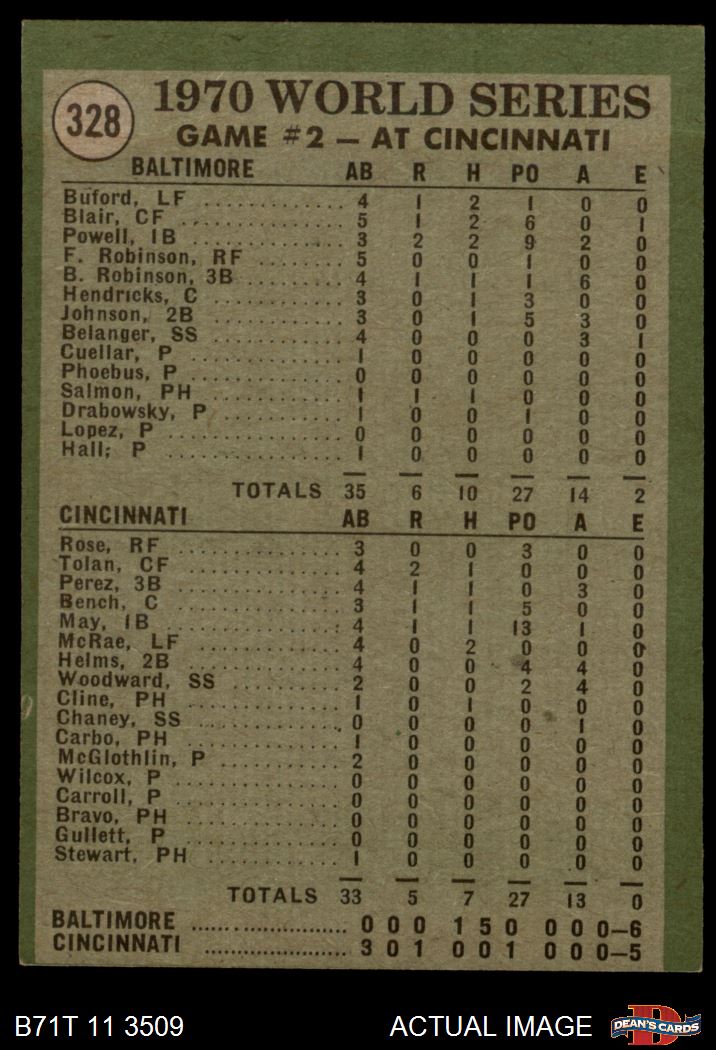 328
1970 WORLD SERIES
GAME #2 — AT CINCINNATI
BALTIMORE AB R H PO A E
Buford, LF ............ 4 1 2 1 0 0
Blair, CF ............ 5 1 2 6 0 1
Powell, 1B ............ 3 2 2 9 2 0
F. Robinson, RF ........ 5 0 0 1 0 0
B. Robinson, 3B ........ 4 1 1 1 6 0
Hendricks, C ............ 3 0 1 3 0 0
Johnson, 2B ............ 3 0 1 5 3 0
Belanger, SS ............ 4 0 0 0 3 1
Cuellar, P ............ 1 0 0 0 0 0
Phoebus, P ............ 0 0 0 0 0 0
Salmon, PH ............ 1 1 1 0 0 0
Drabowsky, P ............ 1 0 0 1 0 0
Lopez, P ............ 0 0 0 0 0 0
Hall; P ............ 1 0 0 0 0 0
TOTALS 35 6 10 27 14 2
CINCINNATI AB R H PO A E
Rose, RF ............ 3 0 0 3 0 0
Tolan, CF ............ 4 2 1 0 0 0
Perez, 3B ............ 4 1 1 0 3 0
Bench, C ............ 3 1 1 5 0 0
May, 1B ............ 4 1 1 13 1 0
McRae, LF ............ 4 0 2 0 0 0
Helms, 2B ............ 4 0 0 4 4 0
Woodward, SS ............ 2 0 0 2 4 0
Cline, PH ............ 1 0 1 0 0 0
Chaney, SS ............ 0 0 0 0 1 0
Carbo, PH ............ 1 0 0 0 0 0
McGlothlin, P ............ 2 0 0 0 0 0
Wilcox, P ............ 0 0 0 0 0 0
Carroll, P ............ 0 0 0 0 0 0
Bravo, PH ............ 0 0 0 0 0 0
Gullett, P ............ 0 0 0 0 0 0
Stewart, PH ............ 1 0 0 0 0 0
TOTALS 33 5 7 27 13 0
BALTIMORE ...................... 0 0 0 1 5 0 0 0 0—6
CINCINNATI ...................... 3 0 1 0 0 1 0 0 0—5
B71T 11 3509 ACTUAL IMAGE DEAN'S CARDS